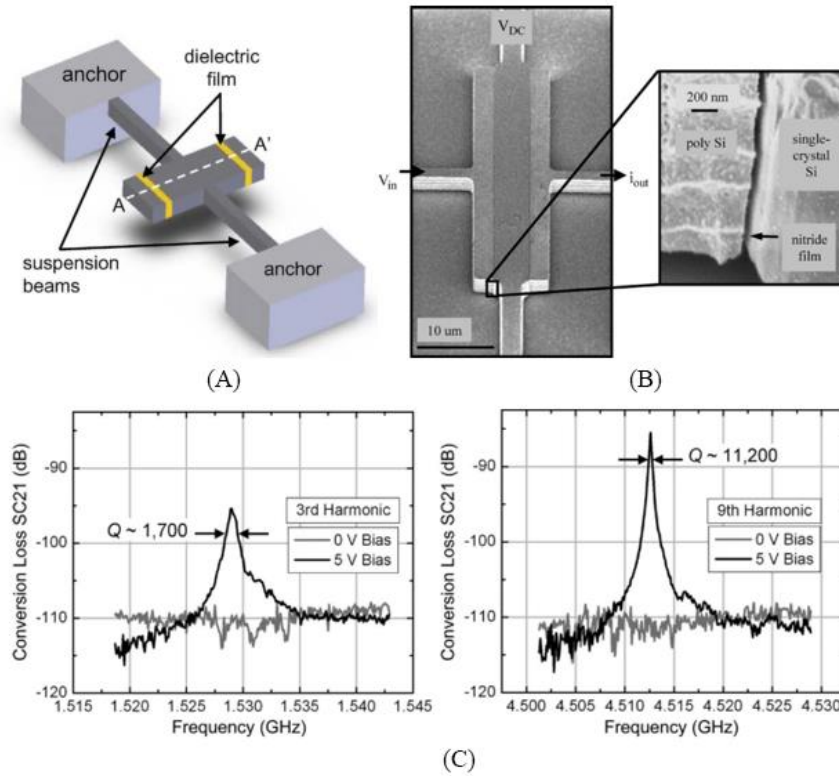 dielectric
film
anchor
A'
A
suspension
beams
anchor
(A)
V_DC
V_in
i_out
10 um
200 nm
poly Si
single-
crystal
Si
nitride
film
(B)
Conversion Loss SC21 (dB)
-90
-100
-110
-120
Q ~ 1,700
3rd Harmonic
0 V Bias
5 V Bias
1.515 1.520 1.525 1.530 1.535 1.540 1.545
Frequency (GHz)
Conversion Loss SC21 (dB)
-90
-100
-110
-120
Q ~ 11,200
9th Harmonic
0 V Bias
5 V Bias
4.500 4.505 4.510 4.515 4.520 4.525 4.530
Frequency (GHz)
(C)